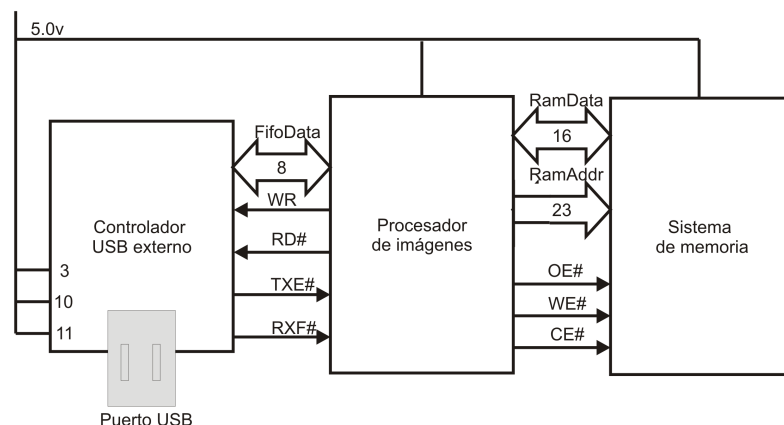 5.0v
Controlador
USB externo
3
10
11
Puerto USB
FifoData
8
WR
RD#
TXE#
RXF#
Procesador
de imágenes
RamData
16
RamAddr
23
OE#
WE#
CE#
Sistema
de memoria